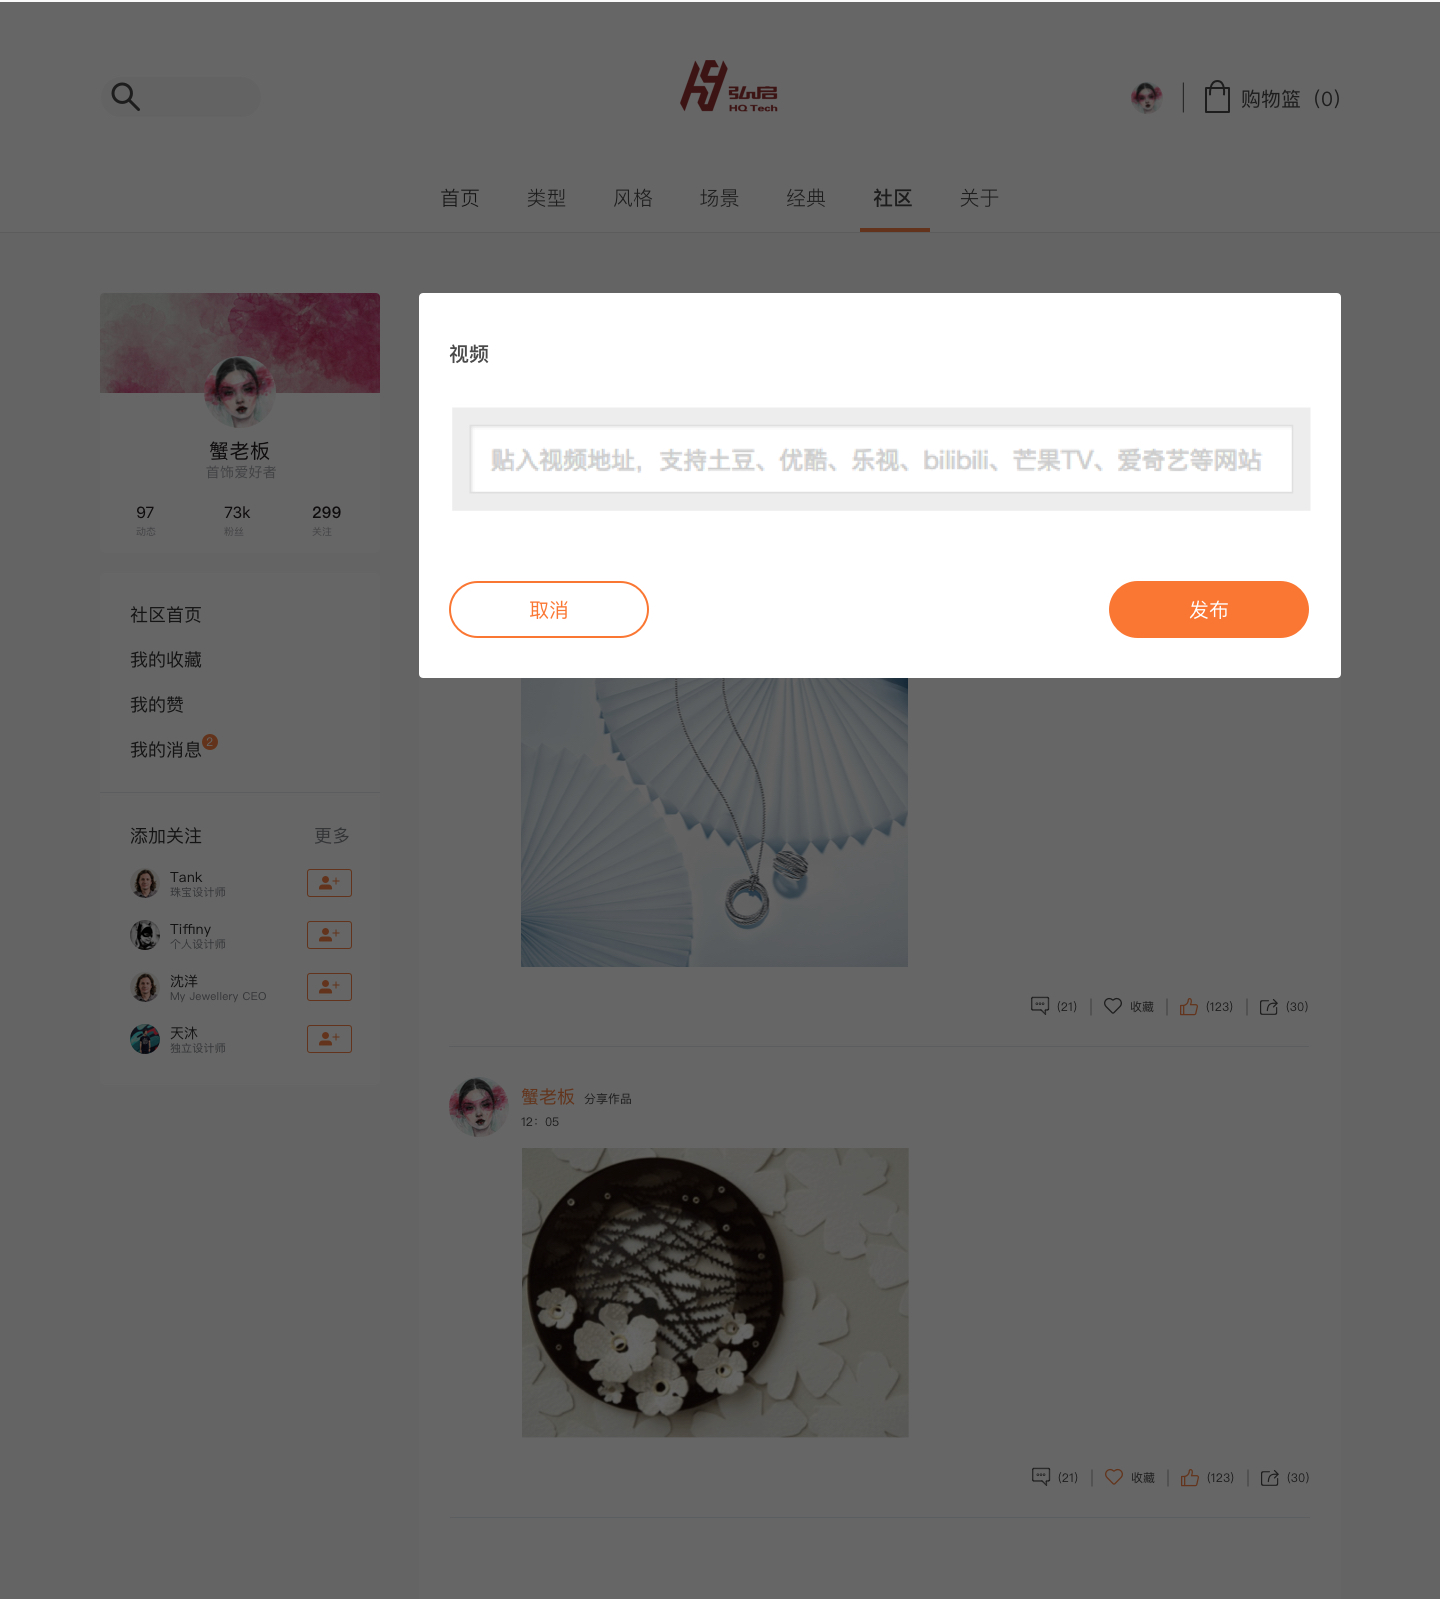 弘启
HQ Tech
购物篮（0）
首页 类型 风格 场景 经典 社区 关于
视频
贴入视频地址，支持土豆、优酷、乐视、bilibili、芒果TV、爱奇艺等网站
取消 发布
蟹老板
首饰爱好者
97 73k 299
动态 粉丝 关注
社区首页
我的收藏
我的赞
我的消息 2
添加关注 更多
Tank
珠宝设计师
Tiffiny
个人设计师
沈洋
My Jewellery CEO
天沐
独立设计师
(21) 收藏 (123) (30)
蟹老板 分享作品
12：05
(21) 收藏 (123) (30)